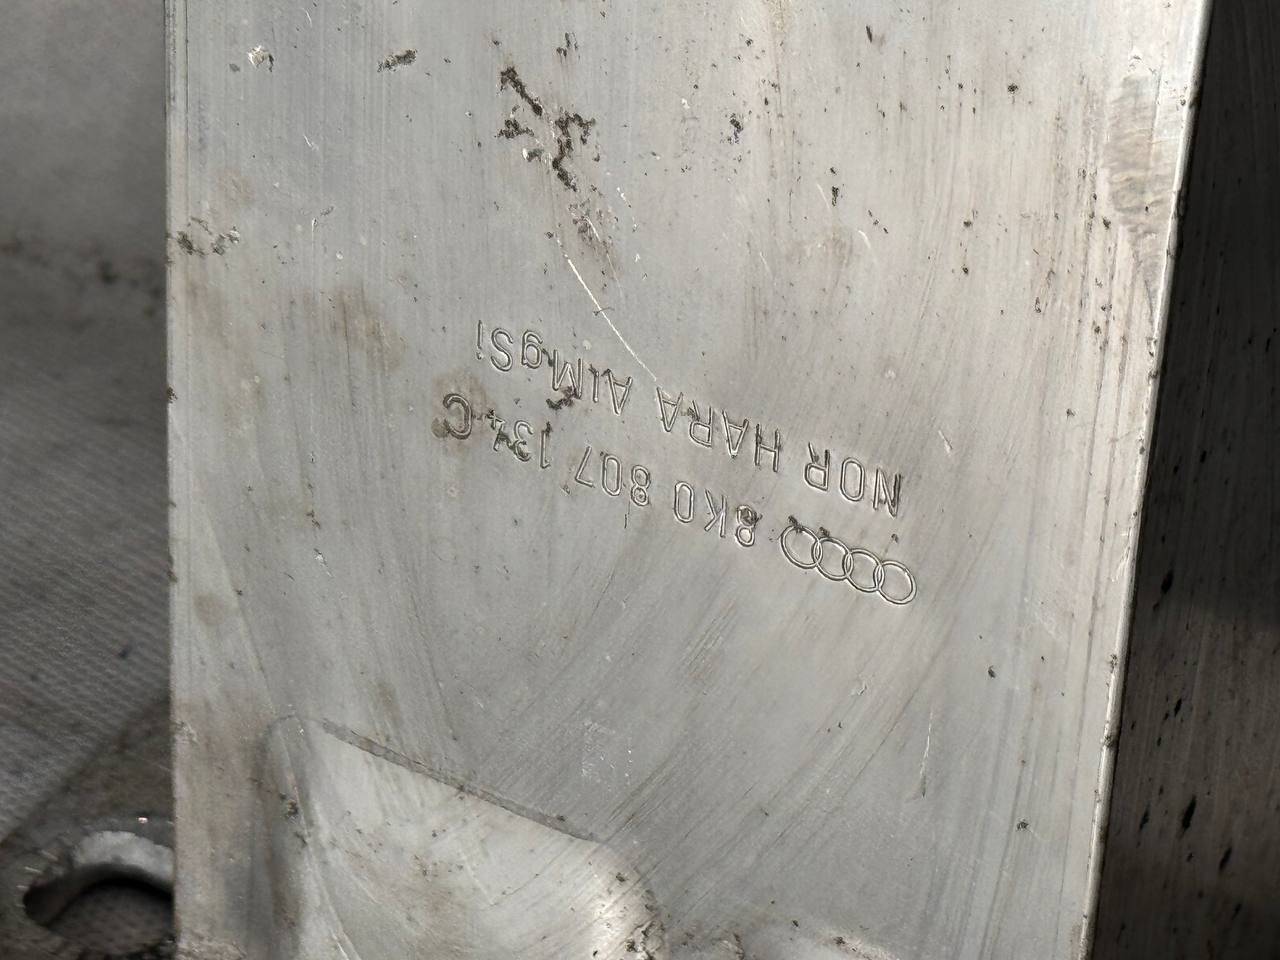 8K0 807 134 C
NOR HARA AlMgSi